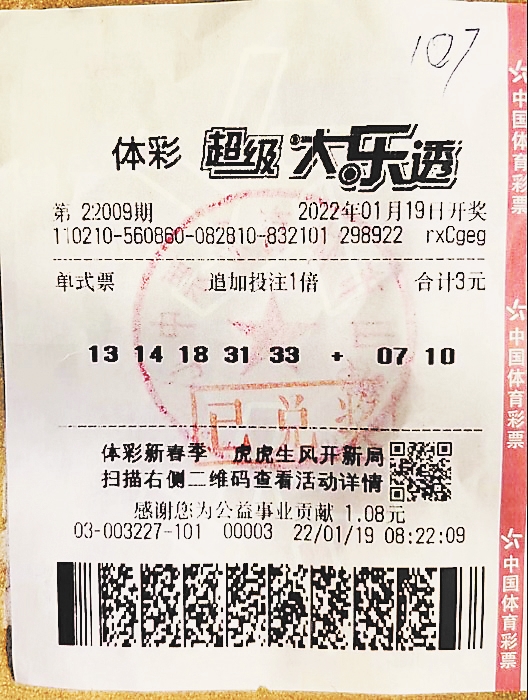 107
体彩 超级大乐透
第 22009期 2022年01月19日开奖
110210-560860-082810-832101 298922 rxCgeg
单式票 追加投注1倍 合计3元
13 14 18 31 33 + 07 10
已兑奖
体彩新春季 虎虎生风开新局
扫描右侧二维码查看活动详情
感谢您为公益事业贡献 1.08元
03-003227-101 00003 22/01/19 08:22:09
中国体育彩票
中国体育彩票
中国体育彩票